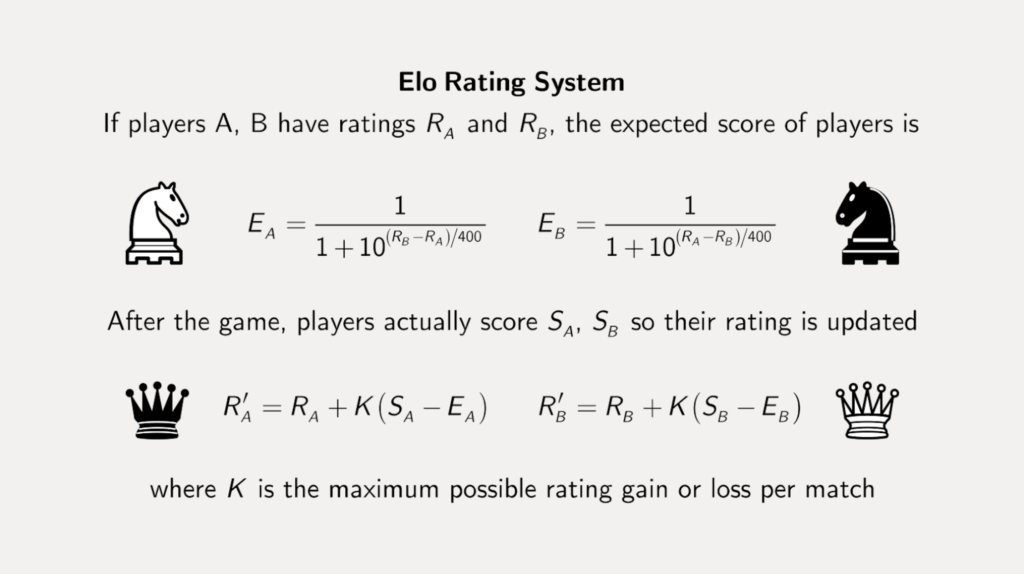 Elo Rating System
If players A, B have ratings R_A and R_B, the expected score of players is
E_A = 1 / (1 + 10^((R_B − R_A)/400))    E_B = 1 / (1 + 10^((R_A − R_B)/400))
After the game, players actually score S_A, S_B so their rating is updated
R′_A = R_A + K(S_A − E_A)    R′_B = R_B + K(S_B − E_B)
where K is the maximum possible rating gain or loss per match